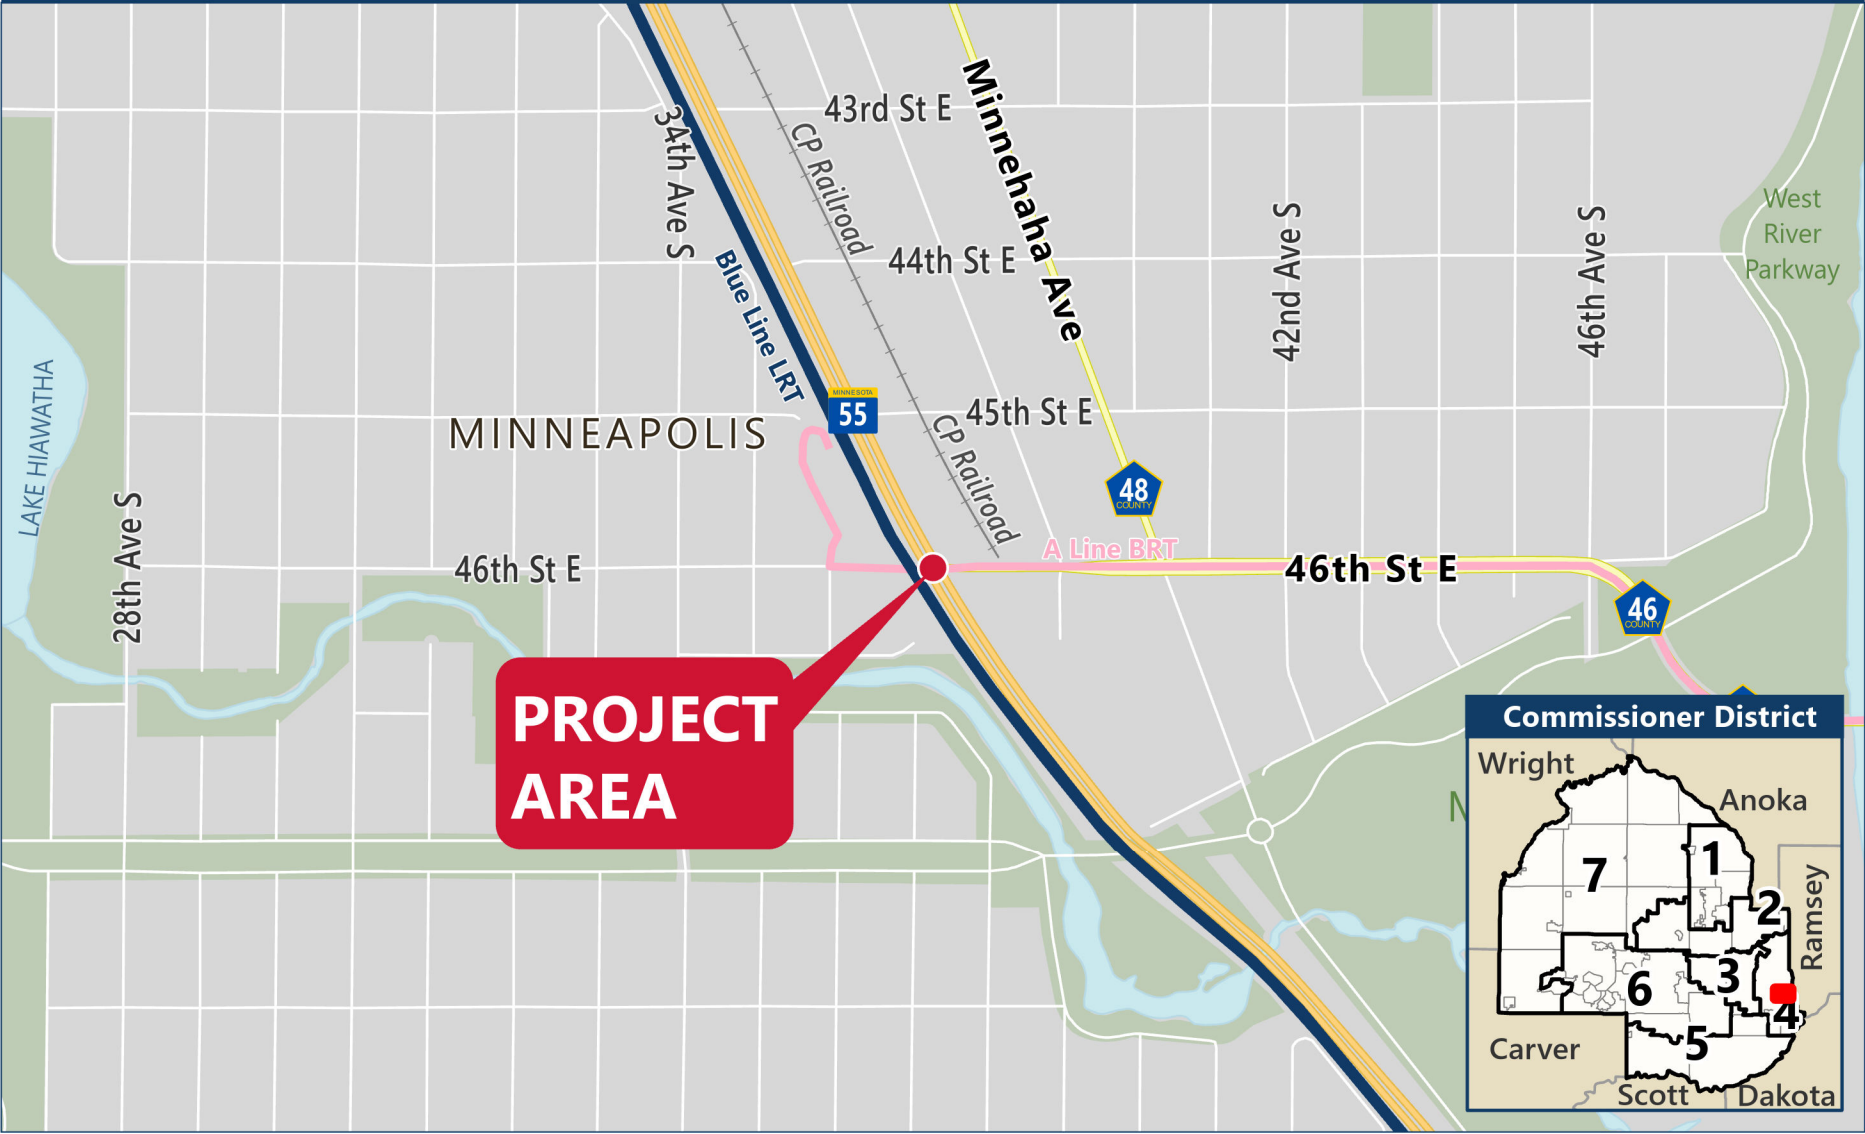 43rd St E
Minnehaha Ave
34th Ave S
CP Railroad
West
River
Parkway
44th St E
42nd Ave S
46th Ave S
Blue Line LRT
MINNESOTA
55
45th St E
MINNEAPOLIS
LAKE HIAWATHA
CP Railroad
48
COUNTY
28th Ave S
46th St E
A Line BRT
46th St E
46
COUNTY
PROJECT
AREA
Commissioner District
Wright
Anoka
1
7
2
Ramsey
3
6
4
5
Carver
Scott
Dakota